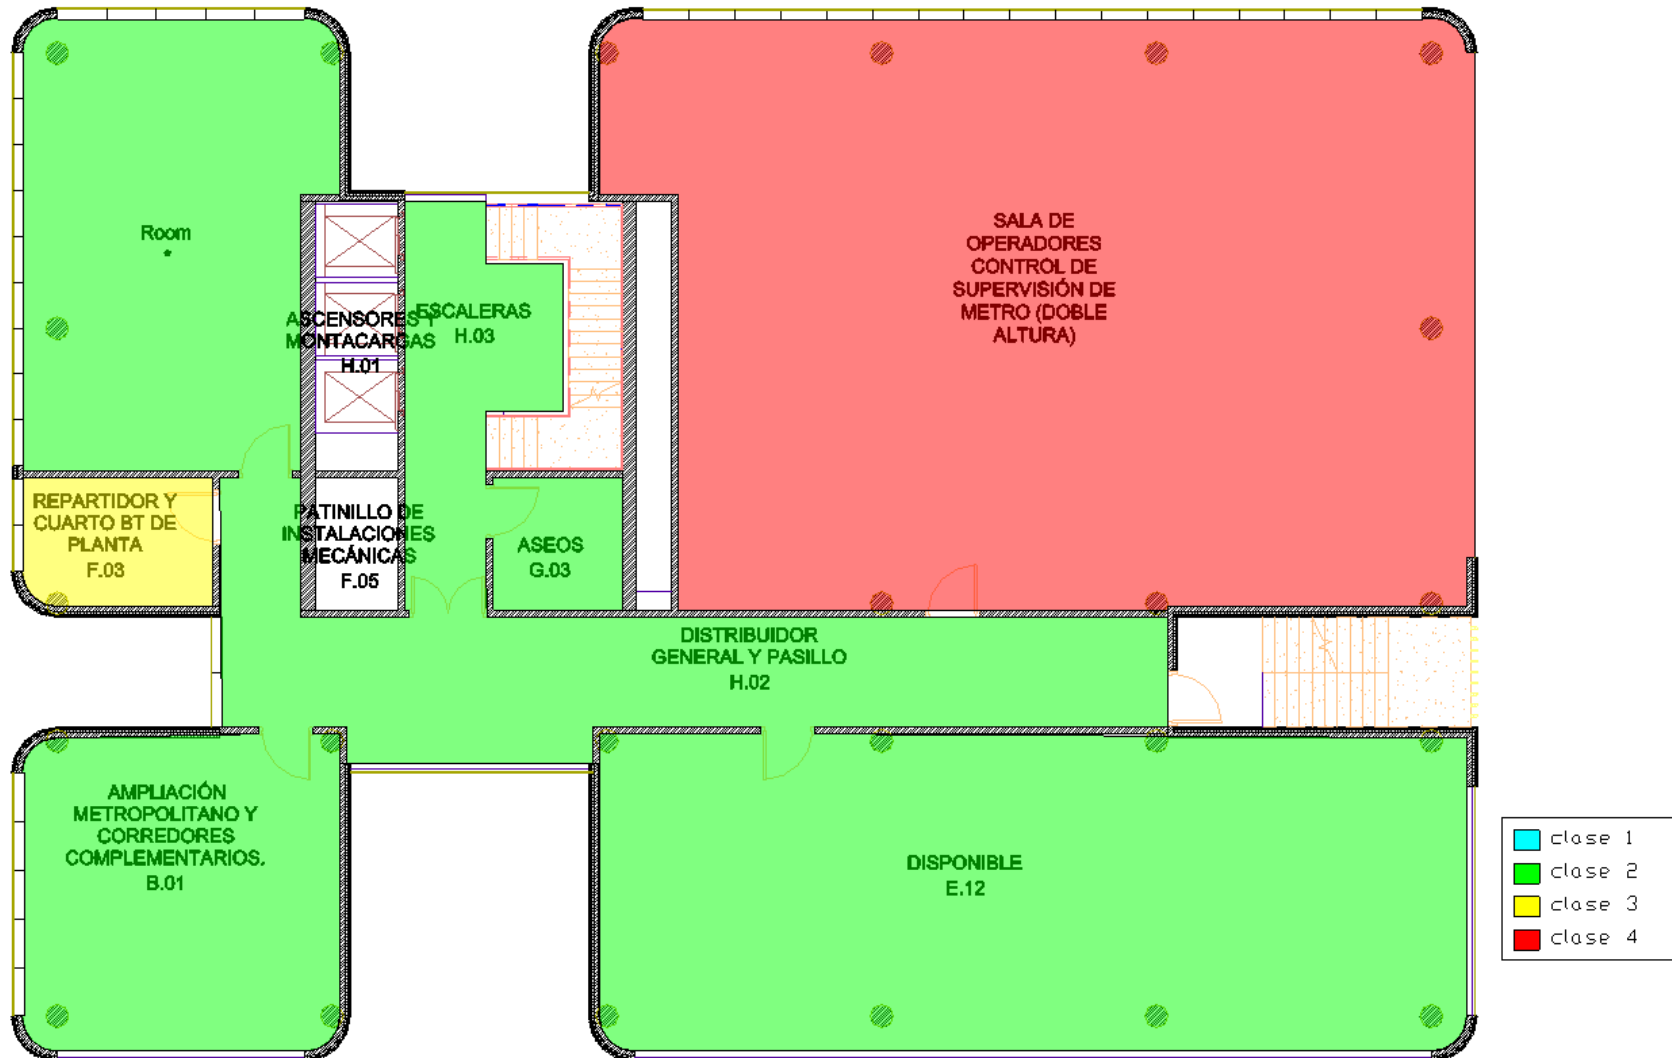 SALA DE
OPERADORES
CONTROL DE
SUPERVISIÓN DE
METRO (DOBLE
ALTURA)
Room
*
ASCENSORES Y
MONTACARGAS
H.01
ESCALERAS
H.03
REPARTIDOR Y
CUARTO BT DE
PLANTA
F.03
PATINILLO DE
INSTALACIONES
MECÁNICAS
F.05
ASEOS
G.03
DISTRIBUIDOR
GENERAL Y PASILLO
H.02
AMPLIACIÓN
METROPOLITANO Y
CORREDORES
COMPLEMENTARIOS.
B.01
DISPONIBLE
E.12
clase 1
clase 2
clase 3
clase 4